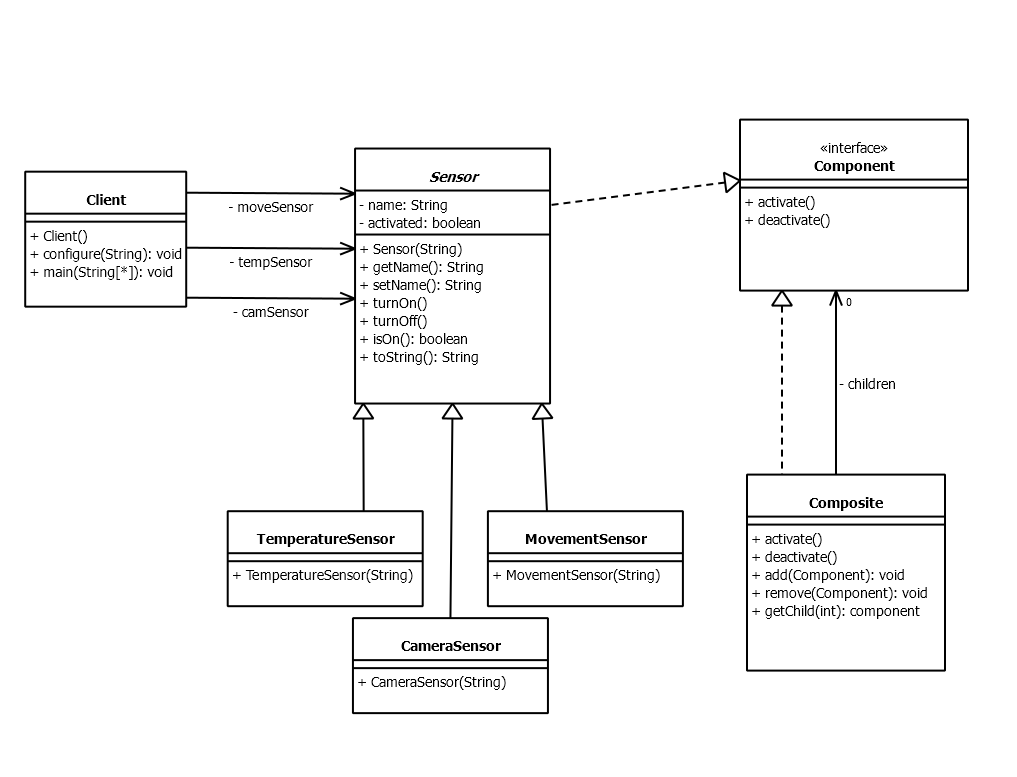 Client
+ Client()
+ configure(String): void
+ main(String[*]): void
- moveSensor
- tempSensor
- camSensor
Sensor
- name: String
- activated: boolean
+ Sensor(String)
+ getName(): String
+ setName(): String
+ turnOn()
+ turnOff()
+ isOn(): boolean
+ toString(): String
«interface»
Component
+ activate()
+ deactivate()
0
- children
TemperatureSensor
+ TemperatureSensor(String)
MovementSensor
+ MovementSensor(String)
CameraSensor
+ CameraSensor(String)
Composite
+ activate()
+ deactivate()
+ add(Component): void
+ remove(Component): void
+ getChild(int): component